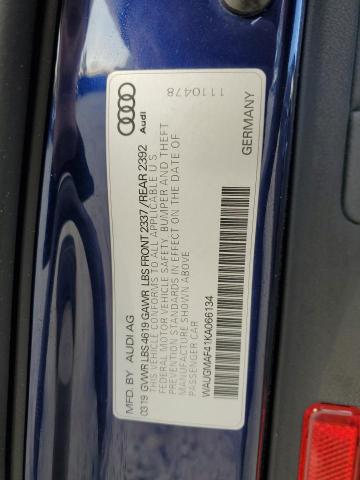 1110478
Audi
GERMANY
MFD. BY AUDI AG
03 19 GVWR LBS 4619 GAWR LBS FRONT 2337 / REAR 2392
THIS VEHICLE CONFORMS TO ALL APPLICABLE U.S.
FEDERAL MOTOR VEHICLE SAFETY, BUMPER AND THEFT
PREVENTION STANDARDS IN EFFECT ON THE DATE OF
MANUFACTURE SHOWN ABOVE
PASSENGER CAR
WAUGMAF41KA066134